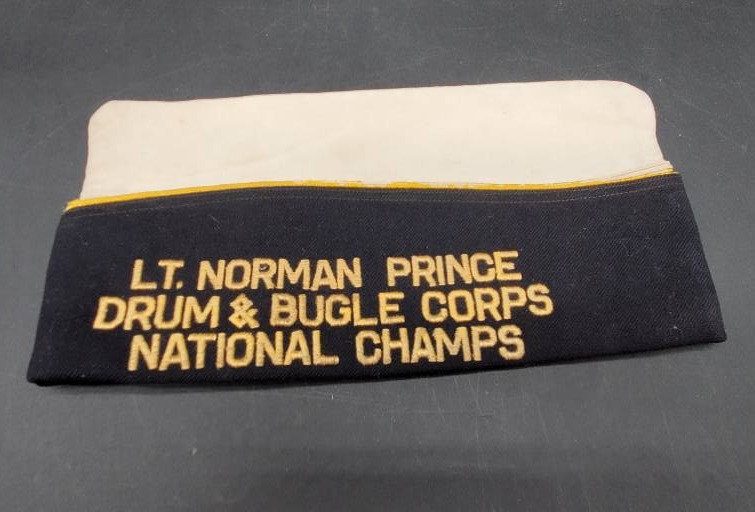 LT. NORMAN PRINCE
DRUM & BUGLE CORPS
NATIONAL CHAMPS